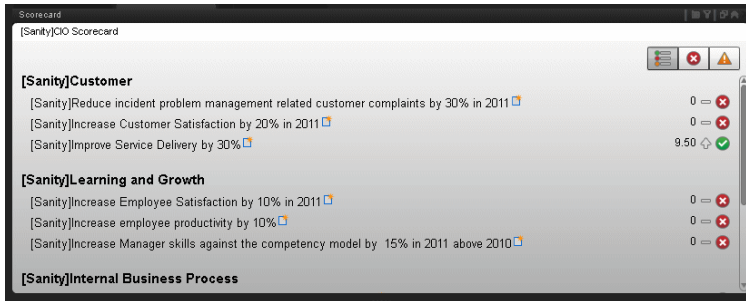 Scorecard
[Sanity]CIO Scorecard
[Sanity]Customer
[Sanity]Reduce incident problem management related customer complaints by 30% in 2011 0
[Sanity]Increase Customer Satisfaction by 20% in 2011 0
[Sanity]Improve Service Delivery by 30% 9.50
[Sanity]Learning and Growth
[Sanity]Increase Employee Satisfaction by 10% in 2011 0
[Sanity]Increase employee productivity by 10% 0
[Sanity]Increase Manager skills against the competency model by 15% in 2011 above 2010 0
[Sanity]Internal Business Process